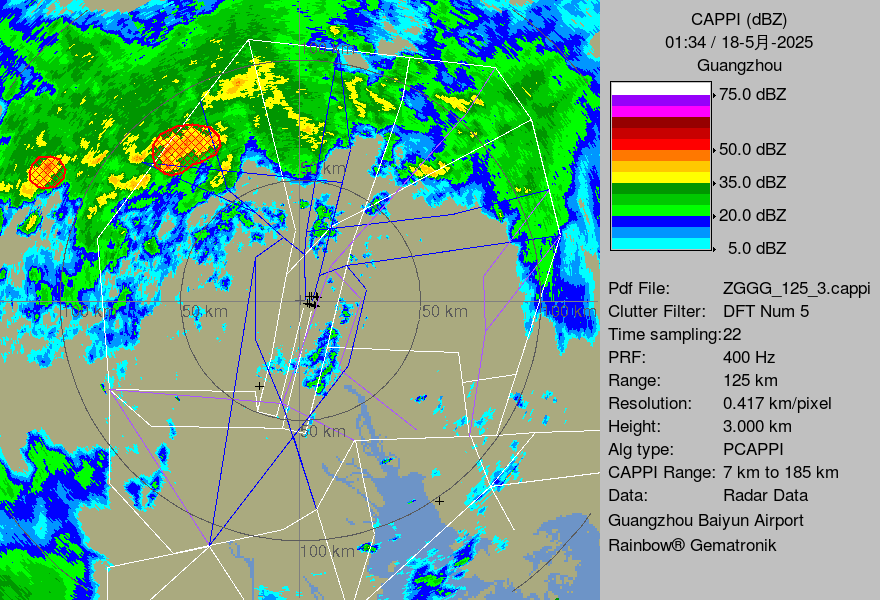 CAPPI (dBZ)
01:34 / 18-5月-2025
Guangzhou
75.0 dBZ
50.0 dBZ
35.0 dBZ
20.0 dBZ
5.0 dBZ
Pdf File: ZGGG_125_3.cappi
Clutter Filter: DFT Num 5
Time sampling:22
PRF: 400 Hz
Range: 125 km
Resolution: 0.417 km/pixel
Height: 3.000 km
Alg type: PCAPPI
CAPPI Range: 7 km to 185 km
Data: Radar Data
Guangzhou Baiyun Airport
Rainbow® Gematronik
100 km
50 km
100 km
50 km
50 km
100 km
50 km
100 km